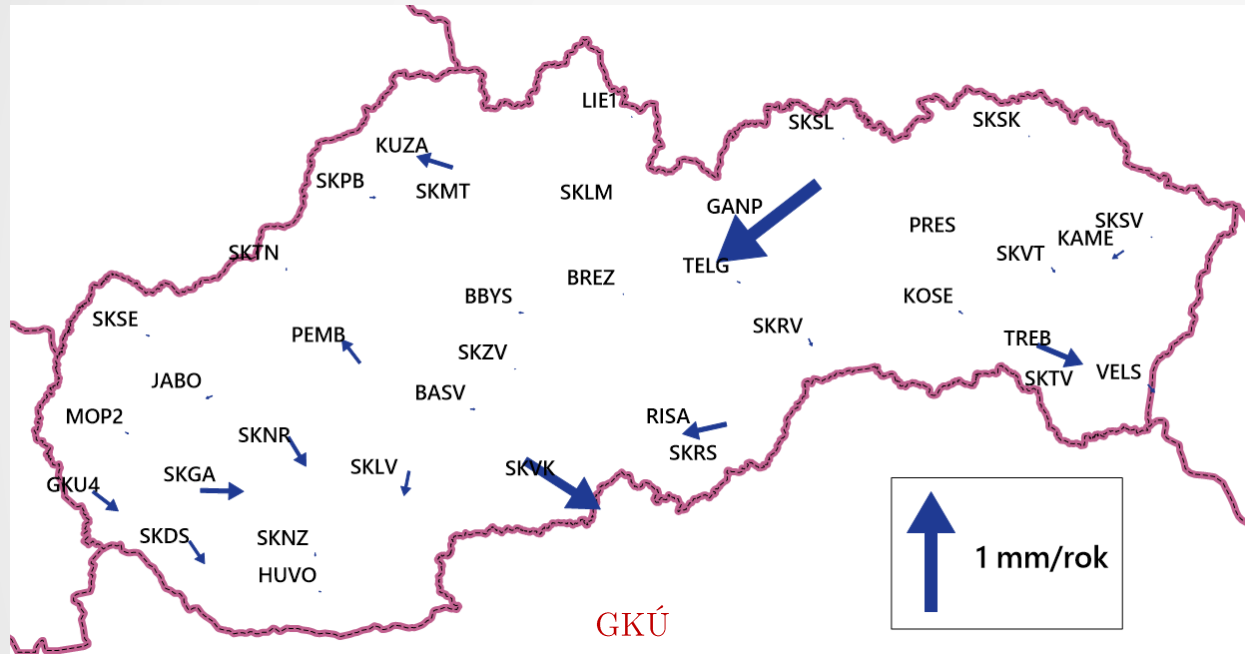 LIE1
SKSL
SKSK
KUZA
SKPB
SKMT
SKLM
GANP
PRES
SKSV
KAME
SKVT
SKTN
TELG
BREZ
BBYS
KOSE
SKSE
PEMB
SKRV
TREB
SKZV
VELS
SKTV
JABO
BASV
MOP2
RISA
SKNR
SKRS
SKLV
SKVK
SKGA
GKU4
SKDS
SKNZ
HUVO
1 mm/rok
GKÚ